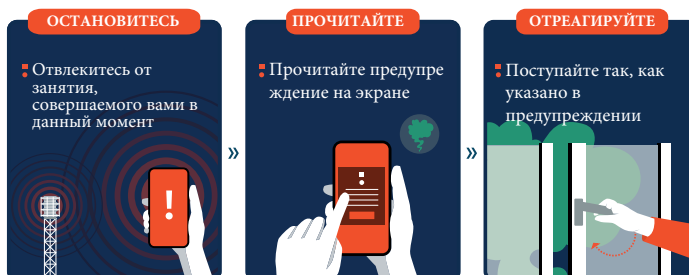 ОСТАНОВИТЕСЬ
Отвлекитесь от
занятия,
совершаемого вами в
данный момент
!
»
ПРОЧИТАЙТЕ
Прочитайте предупре
ждение на экране
»
ОТРЕАГИРУЙТЕ
Поступайте так, как
указано в
предупреждении